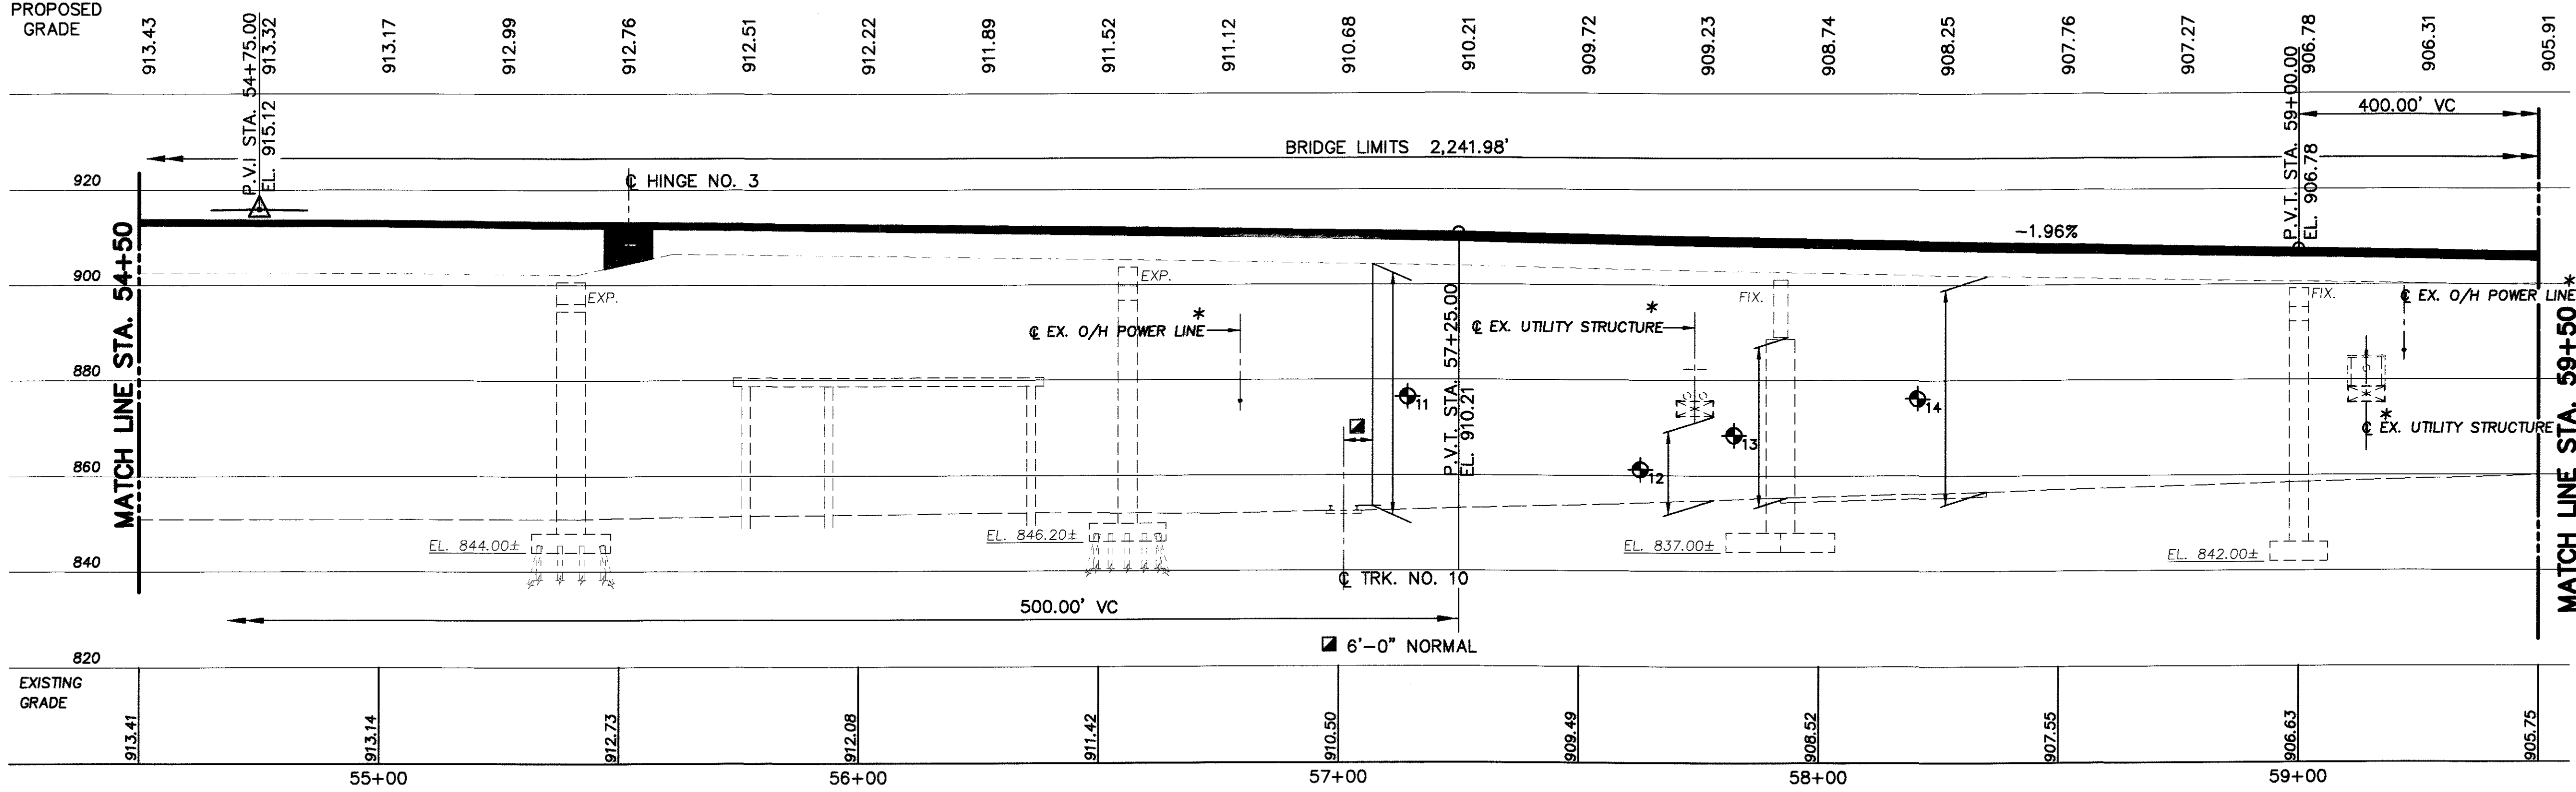 PROPOSED
GRADE
913.43
913.32
913.17
912.99
912.76
912.51
912.22
911.89
911.52
911.12
910.68
910.21
909.72
909.23
908.74
908.25
907.76
907.27
906.78
906.31
905.91
P.V.I STA. 54+75.00
EL. 915.12
P.V.T. STA. 59+00.00
EL. 906.78
400.00' VC
BRIDGE LIMITS 2,241.98'
920
℄ HINGE NO. 3
-1.96%
MATCH LINE STA. 54+50
900
EXP.
EXP.
FIX.
FIX.
℄ EX. O/H POWER LINE *
℄ EX. UTILITY STRUCTURE *
℄ EX. O/H POWER LINE *
P.V.T. STA. 57+25.00
EL. 910.21
880
11
14
13
12
℄ EX. UTILITY STRUCTURE *
MATCH LINE STA. 59+50
860
EL. 844.00±
EL. 846.20±
EL. 837.00±
EL. 842.00±
840
℄ TRK. NO. 10
500.00' VC
6'-0" NORMAL
820
EXISTING
GRADE
913.41
913.14
912.73
912.08
911.42
910.50
909.49
908.52
907.55
906.63
905.75
55+00
56+00
57+00
58+00
59+00